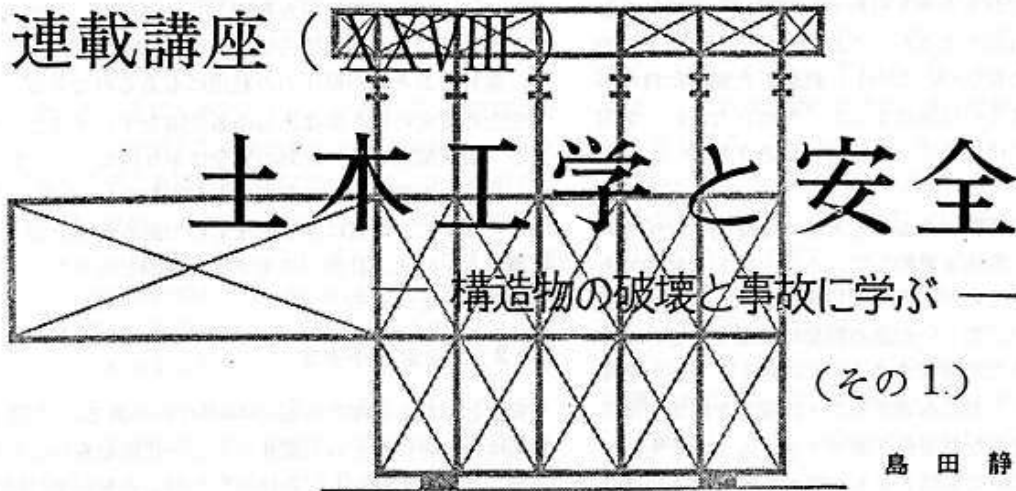 連載講座（XXVIII）
土木工学と安全
― 構造物の破壊と事故に学ぶ ―
（その1）
島田静